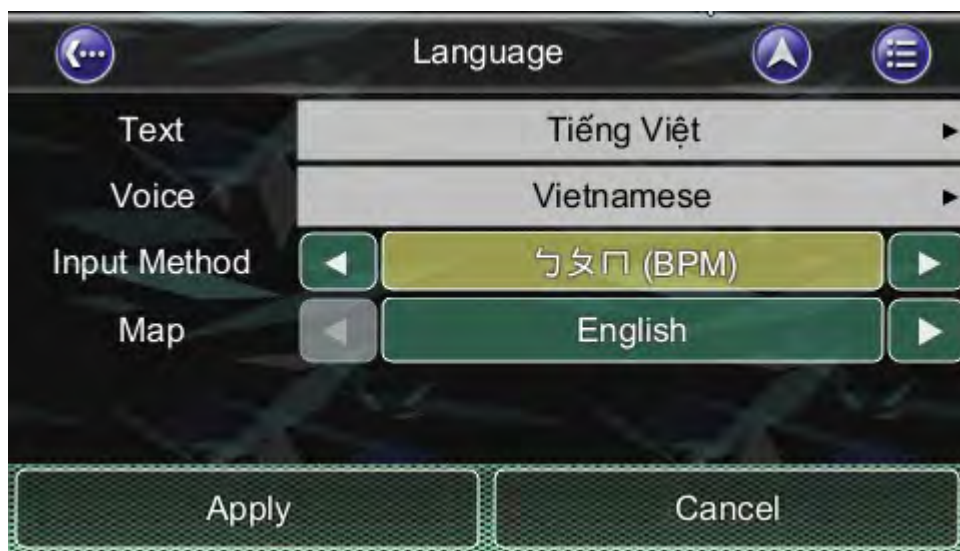 Language
Text Tiếng Việt
Voice Vietnamese
Input Method ㄅㄆㄇ (BPM)
Map English
Apply Cancel